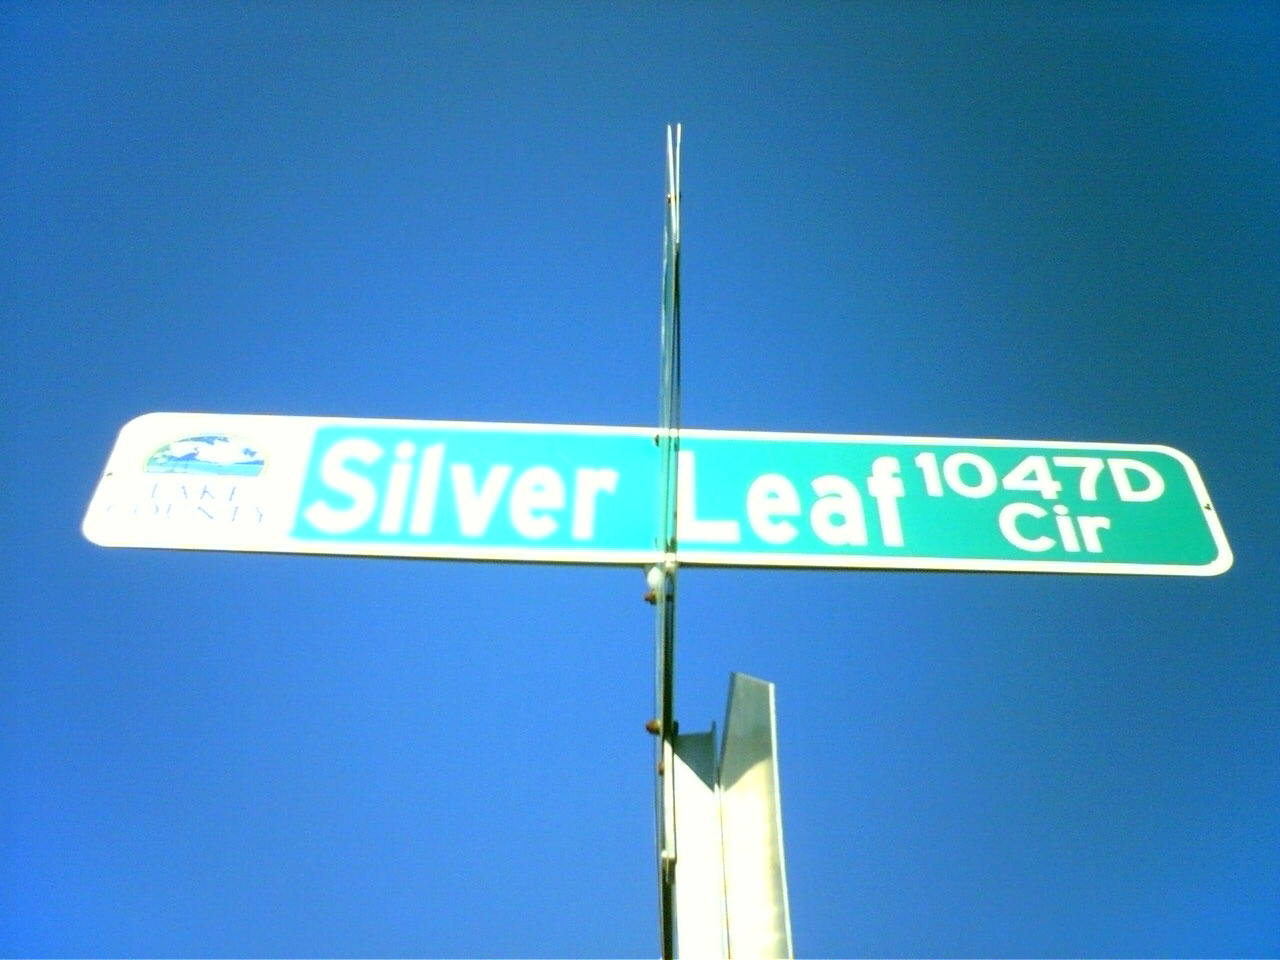 LAKE
COUNTY
Silver Leaf 1047D
Cir